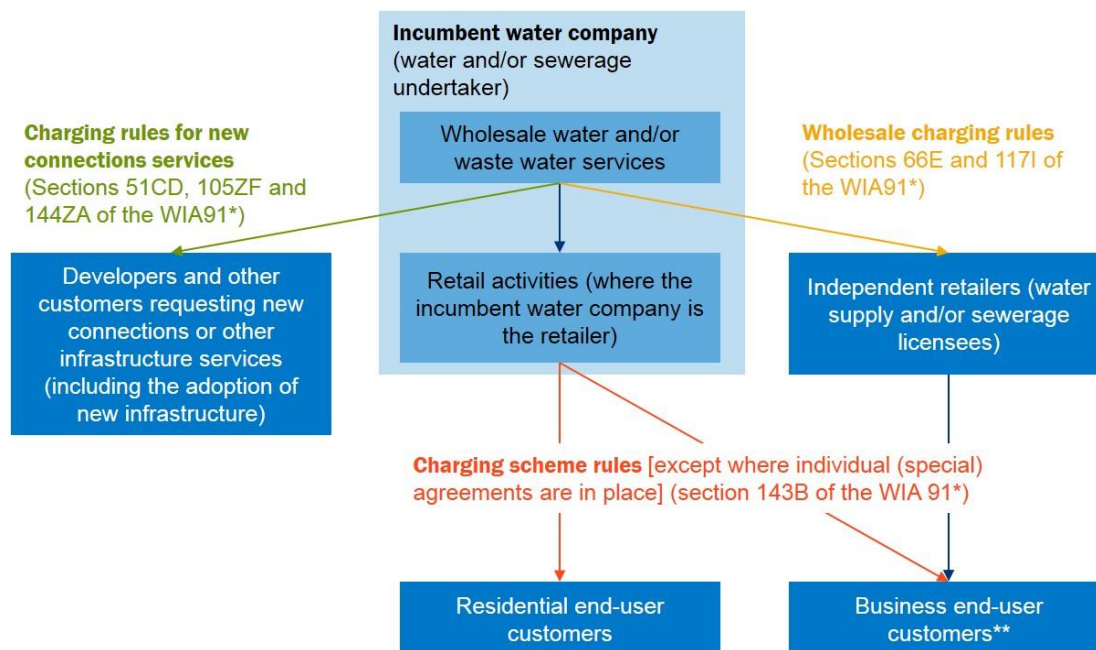 Incumbent water company
(water and/or sewerage
undertaker)
Charging rules for new
connections services
(Sections 51CD, 105ZF and
144ZA of the WIA91*)
Wholesale water and/or
waste water services
Wholesale charging rules
(Sections 66E and 117I of
the WIA91*)
Developers and other
customers requesting new
connections or other
infrastructure services
(including the adoption of
new infrastructure)
Retail activities (where the
incumbent water company is
the retailer)
Independent retailers (water
supply and/or sewerage
licensees)
Charging scheme rules [except where individual (special)
agreements are in place] (section 143B of the WIA 91*)
Residential end-user
customers
Business end-user
customers**